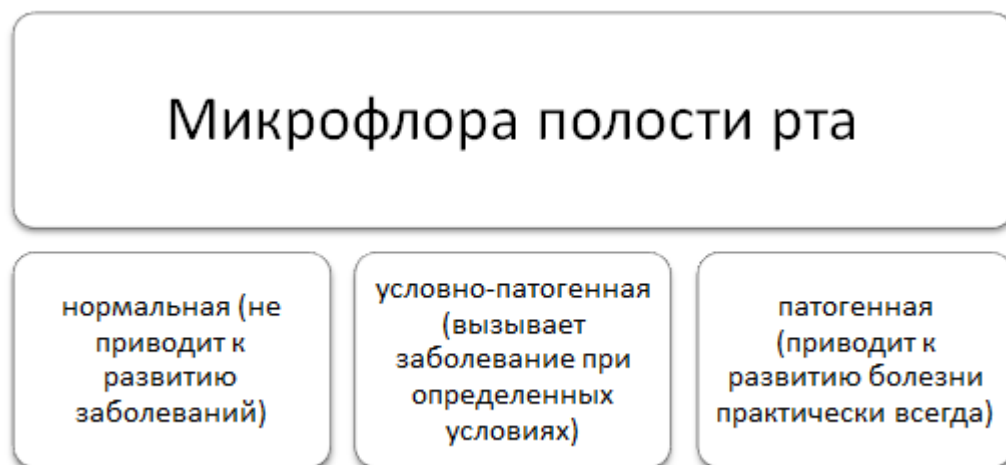 Микрофлора полости рта
нормальная (не
приводит к
развитию
заболеваний)
условно-патогенная
(вызывает
заболевание при
определенных
условиях)
патогенная
(приводит к
развитию болезни
практически всегда)